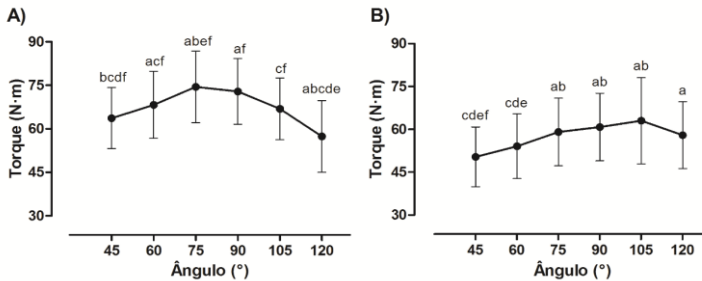 A)
90
75
60
45
30
Torque (N·m)
bcdf
acf
abef
af
cf
abcde
45 60 75 90 105 120
Ângulo (°)
B)
90
75
60
45
30
Torque (N·m)
cdef
cde
ab
ab
ab
a
45 60 75 90 105 120
Ângulo (°)